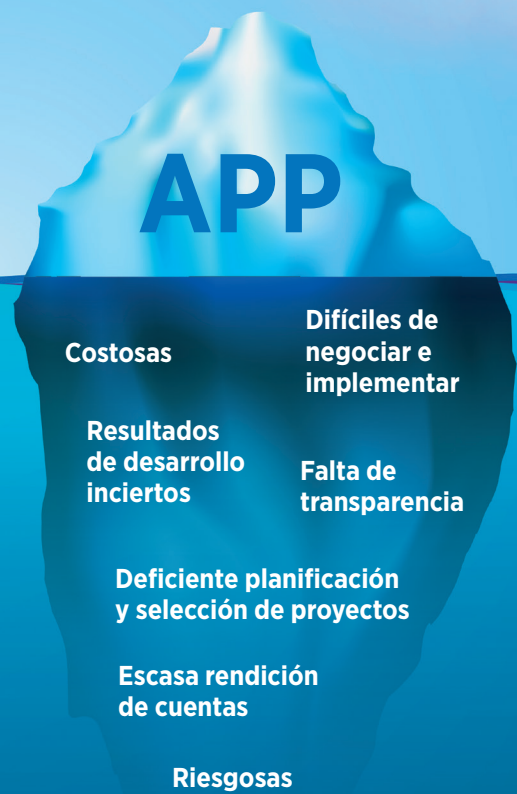 APP
Costosas
Difíciles de
negociar e
implementar
Resultados
de desarrollo
inciertos
Falta de
transparencia
Deficiente planificación
y selección de proyectos
Escasa rendición
de cuentas
Riesgosas